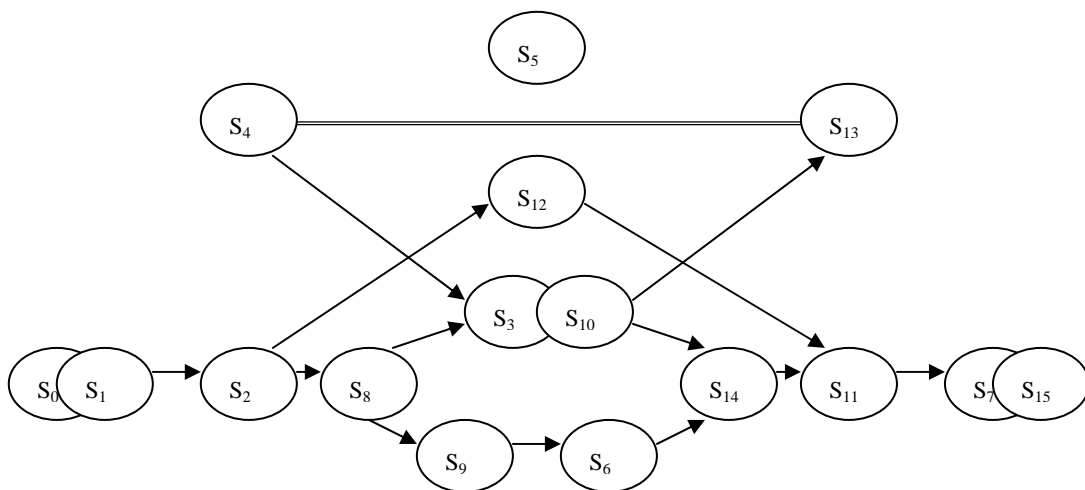 S₅
S₄ S₁₃
S₁₂
S₃ S₁₀
S₀ S₁ S₂ S₈ S₁₄ S₁₁ S₇ S₁₅
S₉ S₆